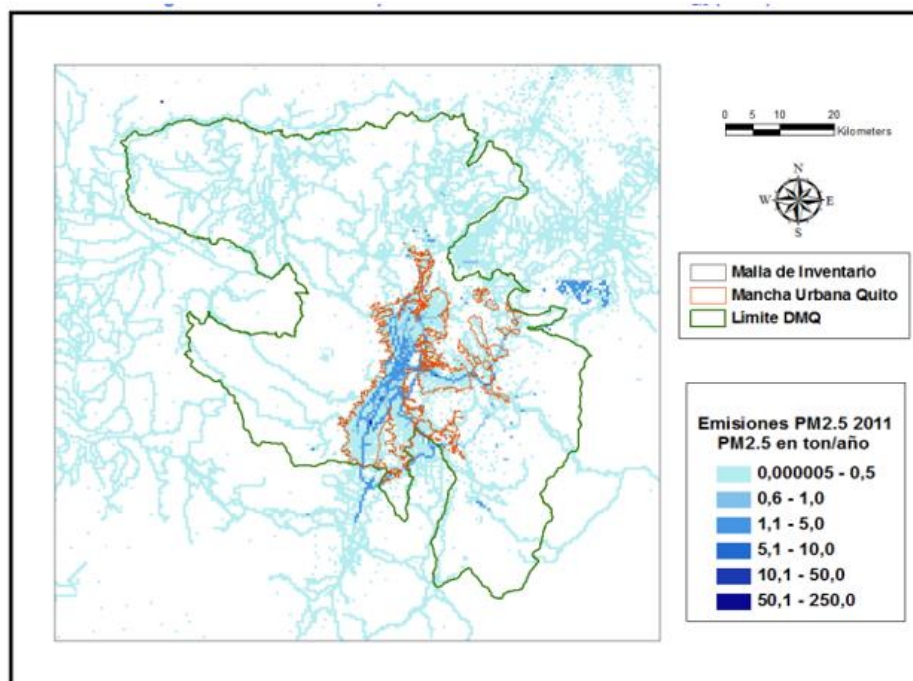 0 5 10 20
Kilometers
N
W E
S
Malla de Inventario
Mancha Urbana Quito
Límite DMQ
Emisiones PM2.5 2011
PM2.5 en ton/año
0,000005 - 0,5
0,6 - 1,0
1,1 - 5,0
5,1 - 10,0
10,1 - 50,0
50,1 - 250,0